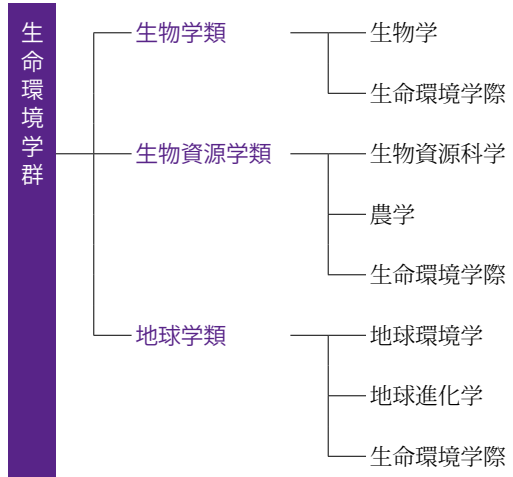 生命環境学群
生物学類
生物学
生命環境学際
生物資源学類
生物資源科学
農学
生命環境学際
地球学類
地球環境学
地球進化学
生命環境学際